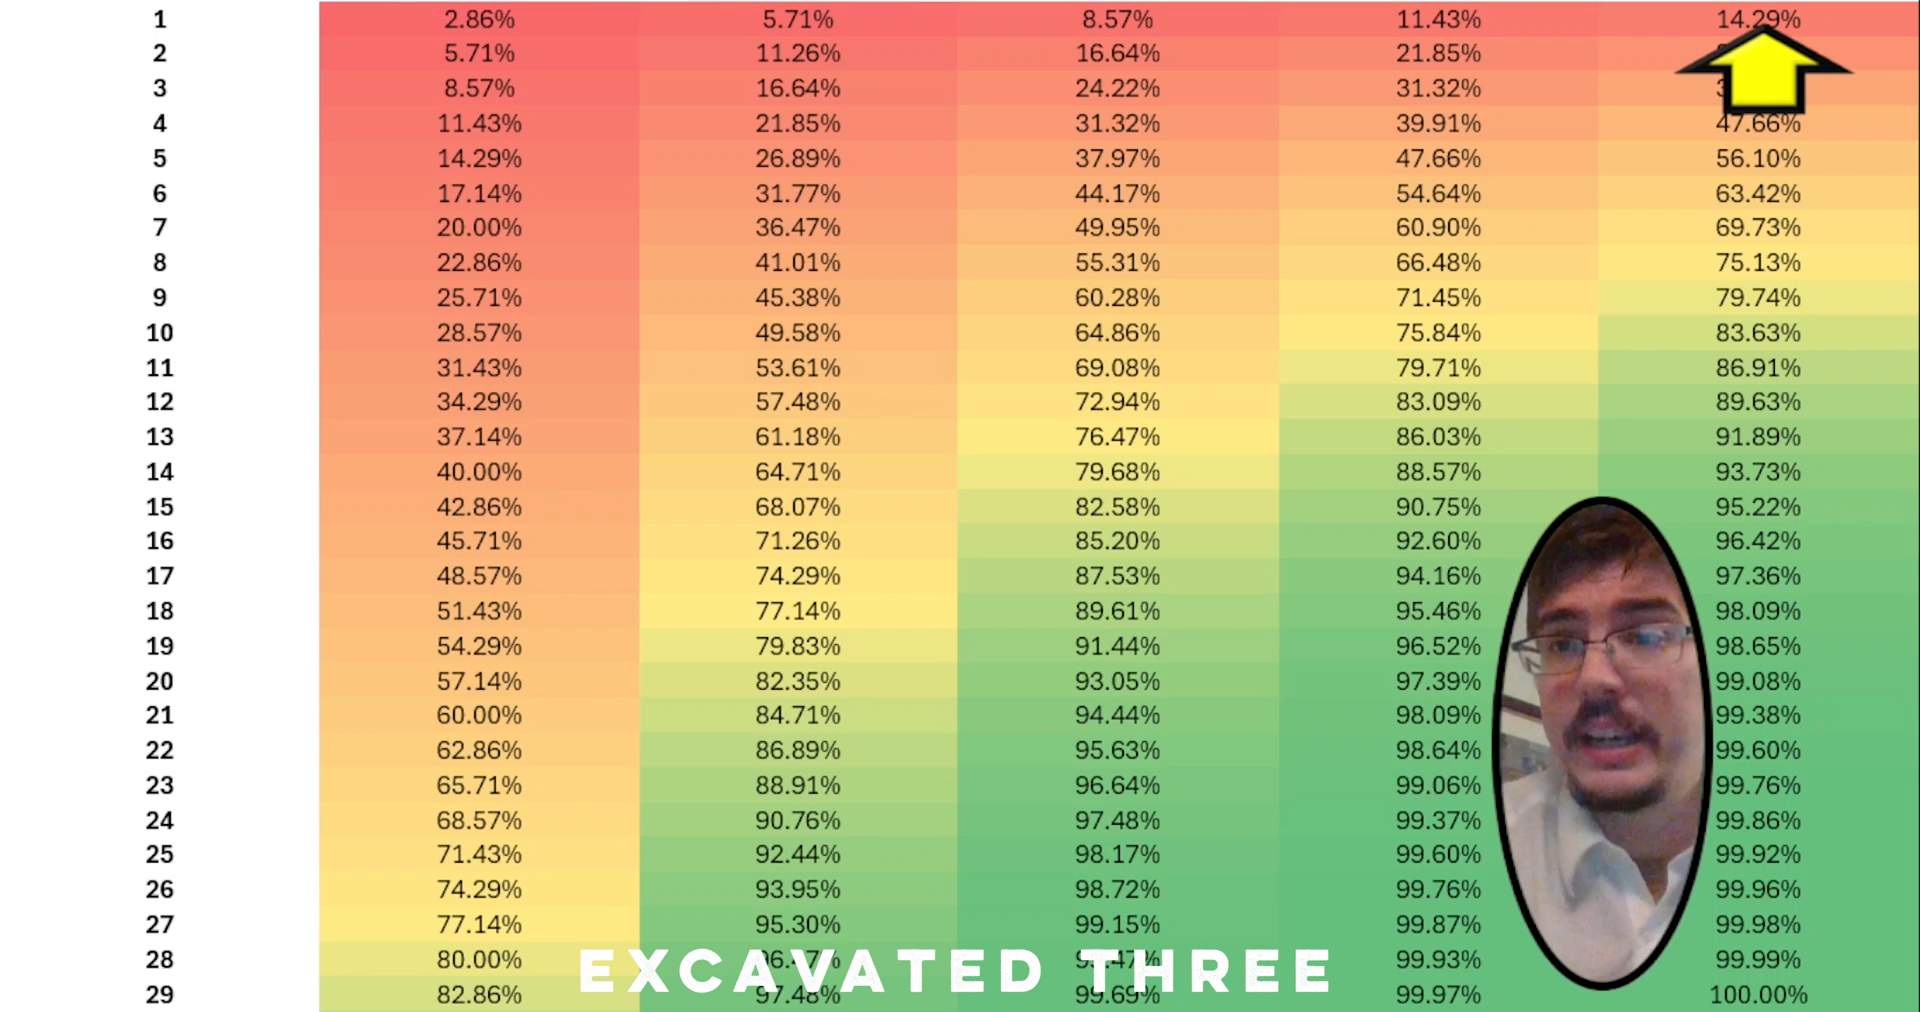 1 2.86% 5.71% 8.57% 11.43% 14.29%
2 5.71% 11.26% 16.64% 21.85%
3 8.57% 16.64% 24.22% 31.32%
4 11.43% 21.85% 31.32% 39.91% 47.66%
5 14.29% 26.89% 37.97% 47.66% 56.10%
6 17.14% 31.77% 44.17% 54.64% 63.42%
7 20.00% 36.47% 49.95% 60.90% 69.73%
8 22.86% 41.01% 55.31% 66.48% 75.13%
9 25.71% 45.38% 60.28% 71.45% 79.74%
10 28.57% 49.58% 64.86% 75.84% 83.63%
11 31.43% 53.61% 69.08% 79.71% 86.91%
12 34.29% 57.48% 72.94% 83.09% 89.63%
13 37.14% 61.18% 76.47% 86.03% 91.89%
14 40.00% 64.71% 79.68% 88.57% 93.73%
15 42.86% 68.07% 82.58% 90.75% 95.22%
16 45.71% 71.26% 85.20% 92.60% 96.42%
17 48.57% 74.29% 87.53% 94.16% 97.36%
18 51.43% 77.14% 89.61% 95.46% 98.09%
19 54.29% 79.83% 91.44% 96.52% 98.65%
20 57.14% 82.35% 93.05% 97.39% 99.08%
21 60.00% 84.71% 94.44% 98.09% 99.38%
22 62.86% 86.89% 95.63% 98.64% 99.60%
23 65.71% 88.91% 96.64% 99.06% 99.76%
24 68.57% 90.76% 97.48% 99.37% 99.86%
25 71.43% 92.44% 98.17% 99.60% 99.92%
26 74.29% 93.95% 98.72% 99.76% 99.96%
27 77.14% 95.30% 99.15% 99.87% 99.98%
28 80.00% 96.47% 99.47% 99.93% 99.99%
EXCAVATED THREE
29 82.86% 97.48% 99.69% 99.97% 100.00%